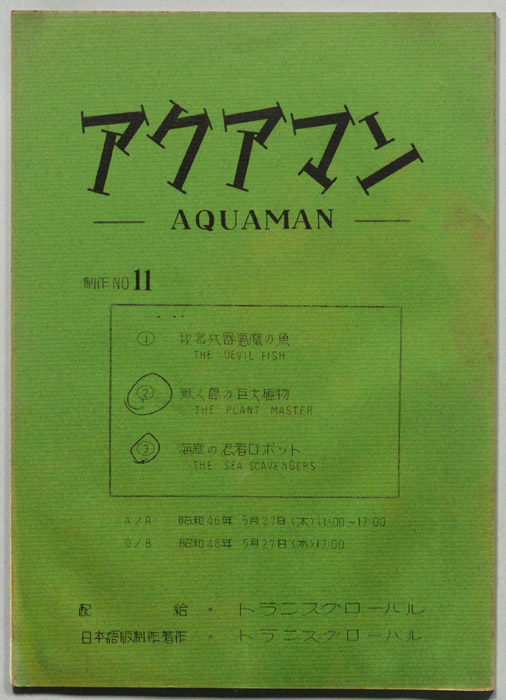 アクアマン
AQUAMAN
制作NO 11
① 秘密兵器悪魔の魚
THE DEVIL FISH
② 無人島の巨大植物
THE PLANT MASTER
③ 海底の忍者ロボット
THE SEA SCAVENGERS
A/R 昭和46年 5月27日(木)11:00~17:00
D/B 昭和46年 5月27日(木)17:00
配 給 。 トランスグローバル
日本語版制作著作 。 トランスグローバル